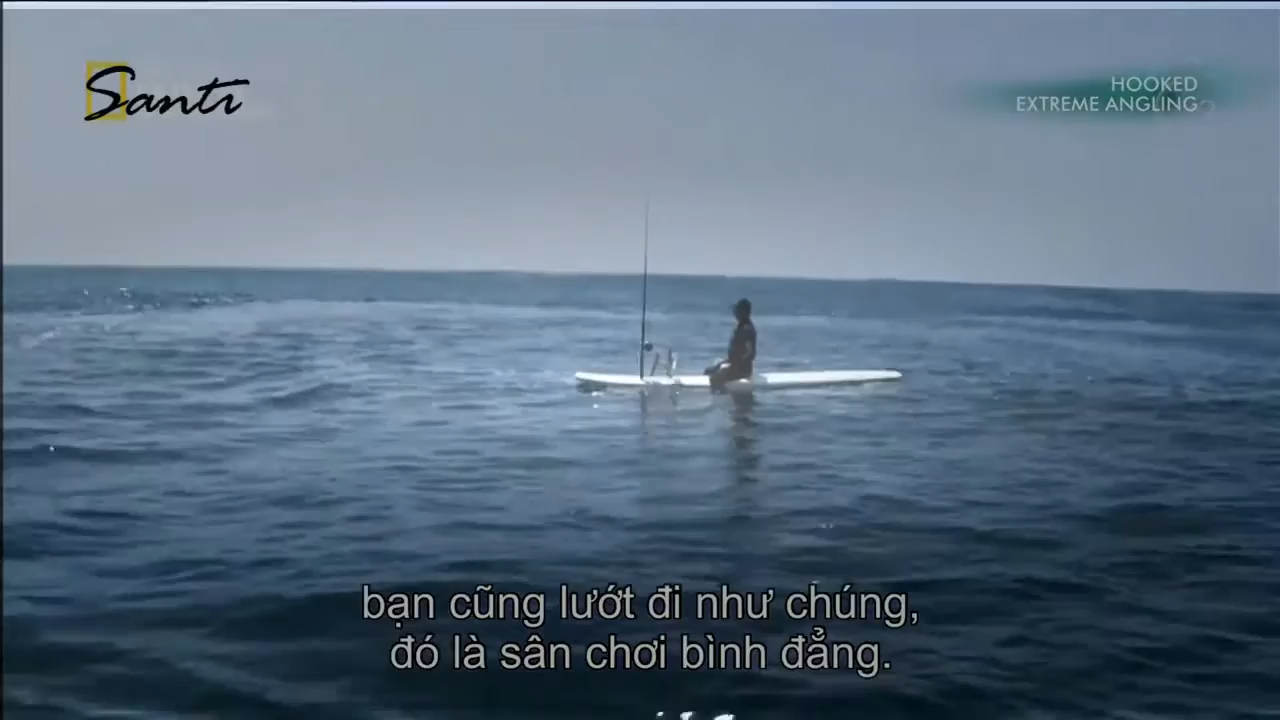 Santi
HOOKED
EXTREME ANGLING
bạn cũng lướt đi như chúng,
đó là sân chơi bình đẳng.